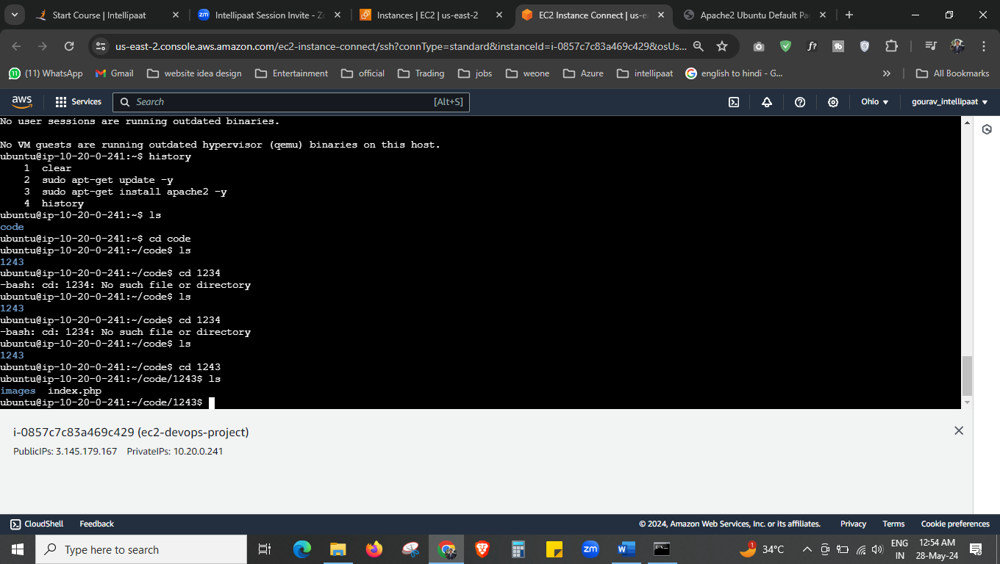 Start Course | Intellipaat
Intellipaat Session Invite - Zo
Instances | EC2 | us-east-2
EC2 Instance Connect | us-ea
Apache2 Ubuntu Default Pa
us-east-2.console.aws.amazon.com/ec2-instance-connect/ssh?connType=standard&instanceId=i-0857c7c83a469c429&osUs...
(11) WhatsApp
Gmail
website idea design
Entertainment
official
Trading
jobs
weone
Azure
intellipaat
english to hindi - G...
All Bookmarks
aws
Services
Search
[Alt+S]
Ohio
gourav_intellipaat
No user sessions are running outdated binaries.
No VM guests are running outdated hypervisor (qemu) binaries on this host.
ubuntu@ip-10-20-0-241:~$ history
1 clear
2 sudo apt-get update -y
3 sudo apt-get install apache2 -y
4 history
ubuntu@ip-10-20-0-241:~$ ls
code
ubuntu@ip-10-20-0-241:~$ cd code
ubuntu@ip-10-20-0-241:~/code$ ls
1243
ubuntu@ip-10-20-0-241:~/code$ cd 1234
-bash: cd: 1234: No such file or directory
ubuntu@ip-10-20-0-241:~/code$ ls
1243
ubuntu@ip-10-20-0-241:~/code$ cd 1234
-bash: cd: 1234: No such file or directory
ubuntu@ip-10-20-0-241:~/code$ ls
1243
ubuntu@ip-10-20-0-241:~/code$ cd 1243
ubuntu@ip-10-20-0-241:~/code/1243$ ls
images index.php
ubuntu@ip-10-20-0-241:~/code/1243$
i-0857c7c83a469c429 (ec2-devops-project)
PublicIPs: 3.145.179.167 PrivateIPs: 10.20.0.241
CloudShell
Feedback
© 2024, Amazon Web Services, Inc. or its affiliates.
Privacy
Terms
Cookie preferences
Type here to search
34°C
ENG
IN
12:54 AM
28-May-24